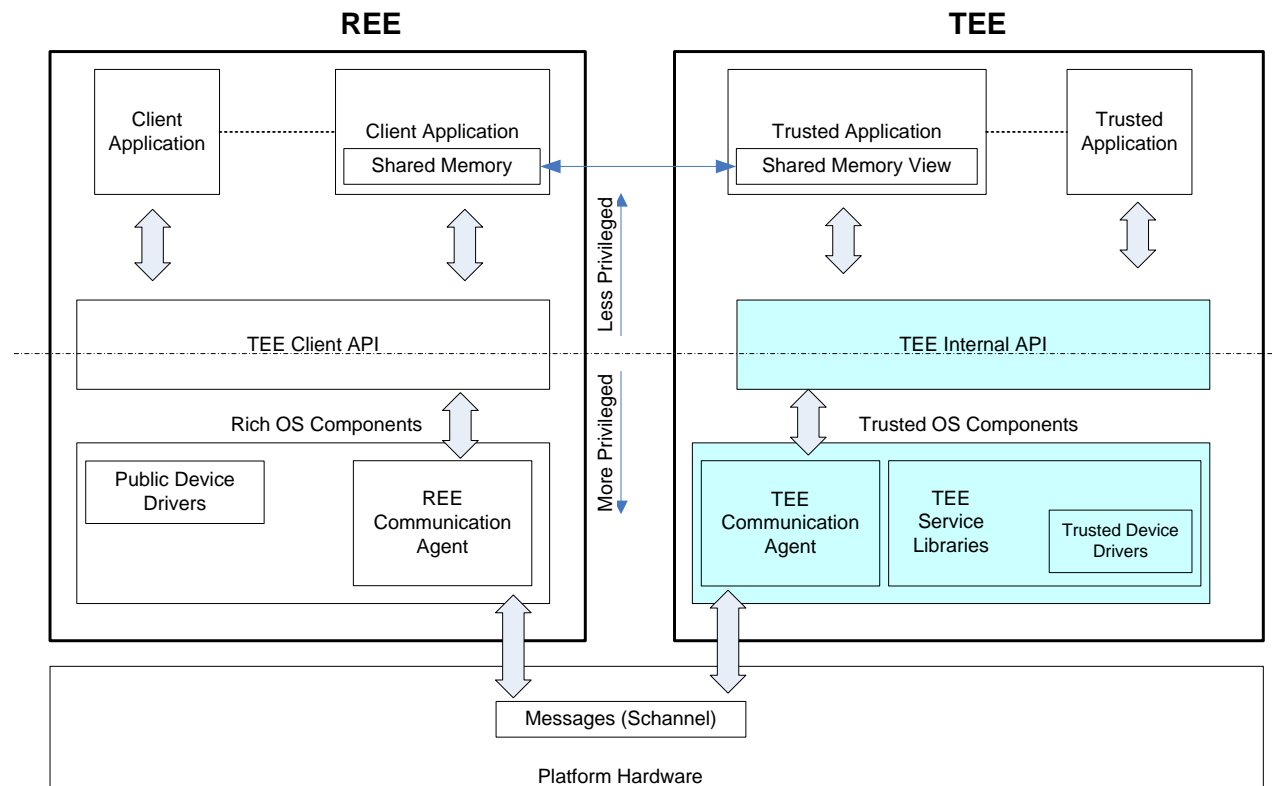 REE
TEE
Client
Application
Client Application
Shared Memory
Trusted Application
Shared Memory View
Trusted
Application
Less Privileged
More Privileged
TEE Client API
TEE Internal API
Rich OS Components
Trusted OS Components
Public Device
Drivers
REE
Communication
Agent
TEE
Communication
Agent
TEE
Service
Libraries
Trusted Device
Drivers
Messages (Schannel)
Platform Hardware